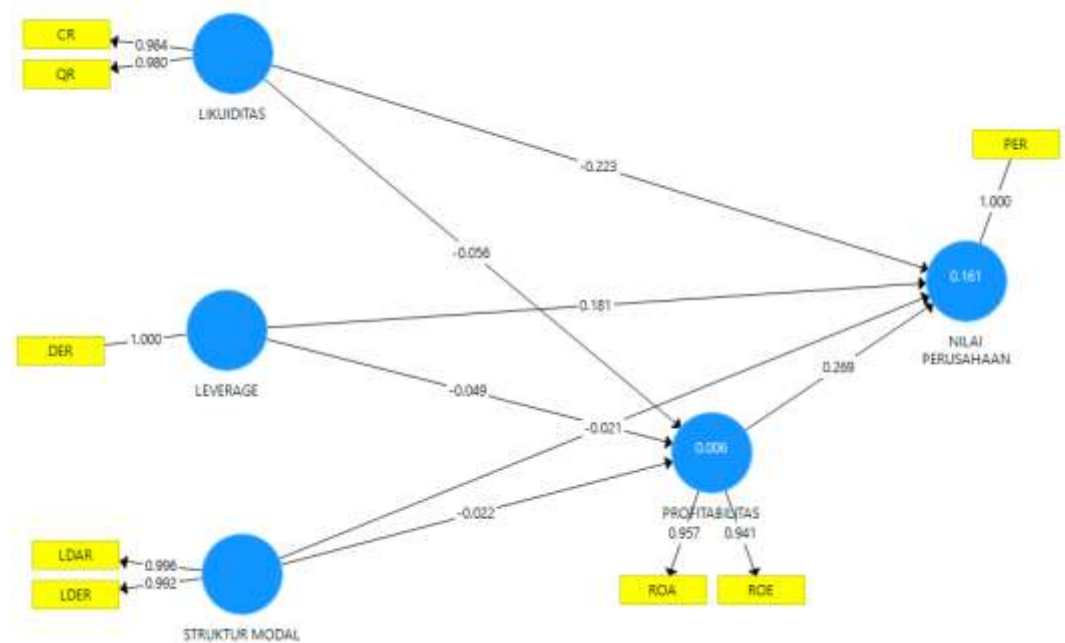 CR
0.984
QR
0.980
LIKUIDITAS
PER
-0.223
1.000
-0.056
0.161
DER
1.000
LEVERAGE
0.181
NILAI
PERUSAHAAN
-0.049
0.269
-0.021
0.006
-0.022
PROFITABILITAS
0.957
0.941
LDAR
0.996
LDER
0.992
ROA
ROE
STRUKTUR MODAL